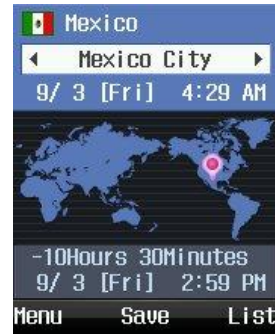 Mexico
Mexico City
9/ 3 [Fri] 4:29 AM
-10Hours 30Minutes
9/ 3 [Fri] 2:59 PM
Menu Save List